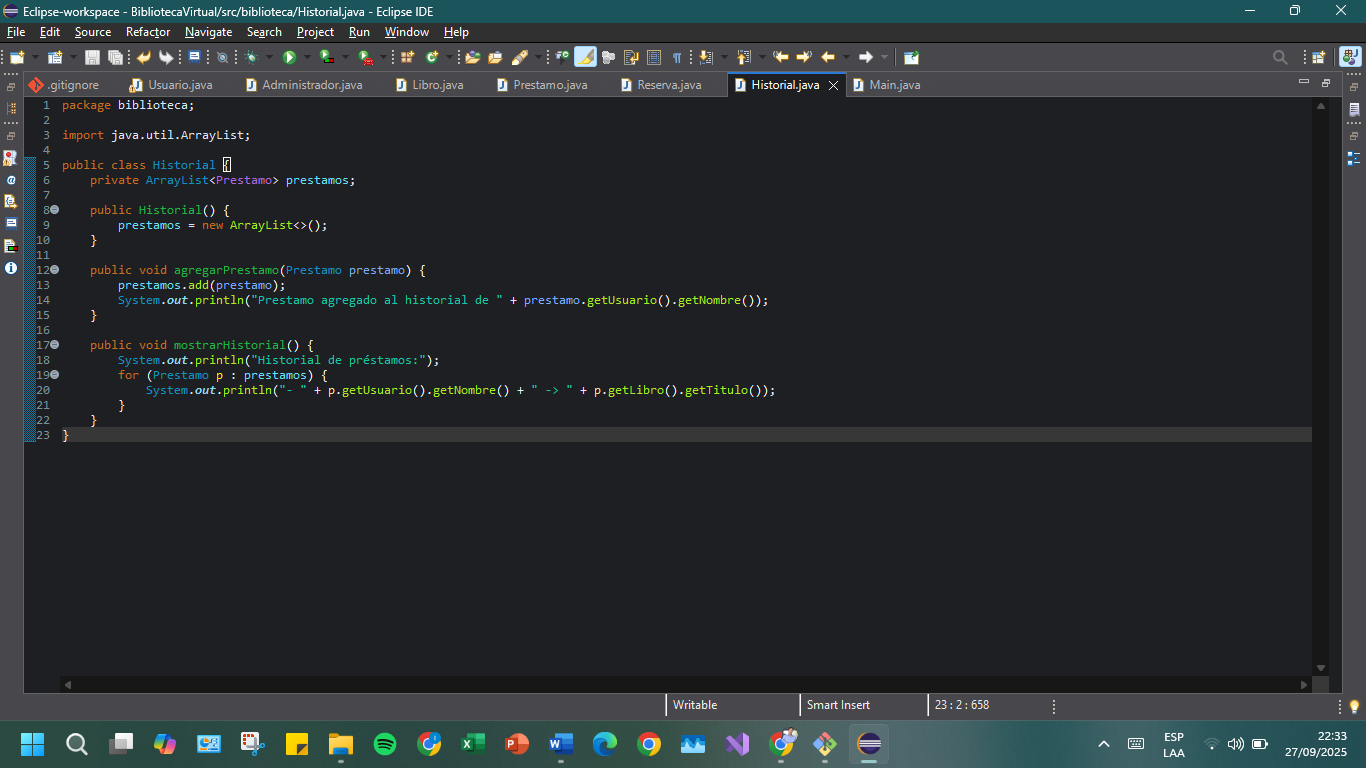 Eclipse-workspace - BibliotecaVirtual/src/biblioteca/Historial.java - Eclipse IDE
File Edit Source Refactor Navigate Search Project Run Window Help
.gitignore Usuario.java Administrador.java Libro.java Prestamo.java Reserva.java Historial.java Main.java
1 package biblioteca;
2
3 import java.util.ArrayList;
4
5 public class Historial {
6 private ArrayList<Prestamo> prestamos;
7
8 public Historial() {
9 prestamos = new ArrayList<>();
10 }
11
12 public void agregarPrestamo(Prestamo prestamo) {
13 prestamos.add(prestamo);
14 System.out.println("Prestamo agregado al historial de " + prestamo.getUsuario().getNombre());
15 }
16
17 public void mostrarHistorial() {
18 System.out.println("Historial de préstamos:");
19 for (Prestamo p : prestamos) {
20 System.out.println("- " + p.getUsuario().getNombre() + " -> " + p.getLibro().getTitulo());
21 }
22 }
23 }
Writable Smart Insert 23 : 2 : 658
ESP
LAA
22:33
27/09/2025